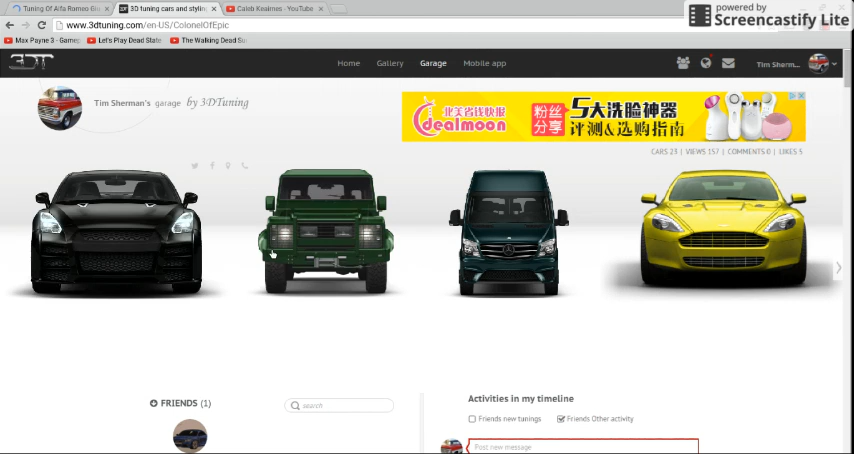 powered by
Screencastify Lite
Tuning Of Alfa Romeo Giu
3D tuning cars and styling
Caleb Kearnes - YouTube
www.3dtuning.com/en-US/ColonelOfEpic
Max Payne 3 - Gamep
Let's Play Dead State
The Walking Dead Su
3DT
Home
Gallery
Garage
Mobile app
Tim Sherm...
Tim Sherman's garage by 3DTuning
北美省钱快报
dealmoon
粉丝
分享
5大洗脸神器
评测&选购指南
CARS 23 | VIEWS 157 | COMMENTS 0 | LIKES 5
FRIENDS (1)
search
Activities in my timeline
Friends new tunings
Friends Other activity
Post new message